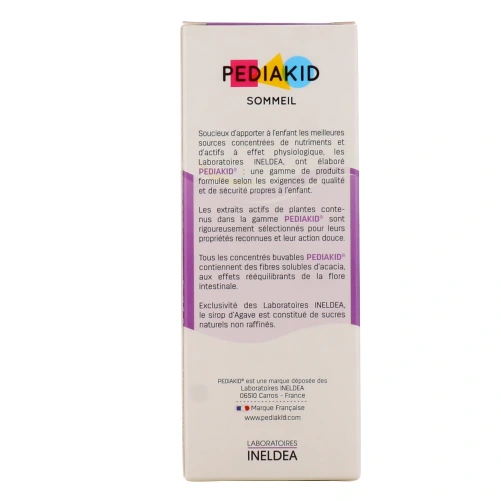 PEDIAKID
SOMMEIL
Soucieux d'apporter à l'enfant les meilleures
sources concentrées de nutriments et
d'actifs à effet physiologique, les
Laboratoires INELDEA, ont élaboré
PEDIAKID® : une gamme de produits
formulée selon les exigences de qualité
et de sécurité propres à l'enfant.
Les extraits actifs de plantes conte-
nus dans la gamme PEDIAKID® sont
rigoureusement sélectionnés pour leurs
propriétés reconnues et leur action douce.
Tous les concentrés buvables PEDIAKID®
contiennent des fibres solubles d'acacia,
aux effets rééquilibrants de la flore
intestinale.
Exclusivité des Laboratoires INELDEA,
le sirop d'Agave est constitué de sucres
naturels non raffinés.
PEDIAKID® est une marque déposée des
Laboratoires INELDEA
06510 Carros - France
Marque Française
www.pediakid.com
LABORATOIRES
INELDEA